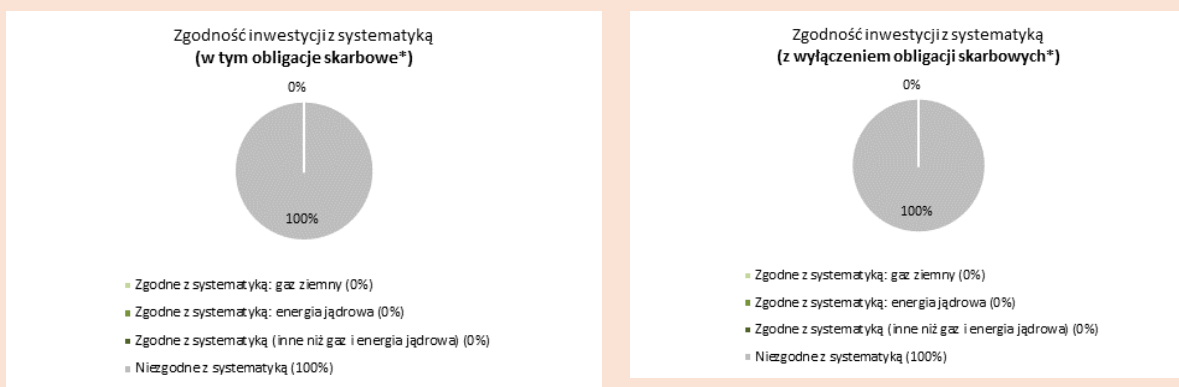 Zgodność inwestycji z systematyką
(w tym obligacje skarbowe*)
0%
100%
Zgodne z systematyką: gaz ziemny (0%)
Zgodne z systematyką: energia jądrowa (0%)
Zgodne z systematyką (inne niż gaz i energia jądrowa) (0%)
Niezgodne z systematyką (100%)
Zgodność inwestycji z systematyką
(z wyłączeniem obligacji skarbowych*)
0%
100%
Zgodne z systematyką: gaz ziemny (0%)
Zgodne z systematyką: energia jądrowa (0%)
Zgodne z systematyką (inne niż gaz i energia jądrowa) (0%)
Niezgodne z systematyką (100%)